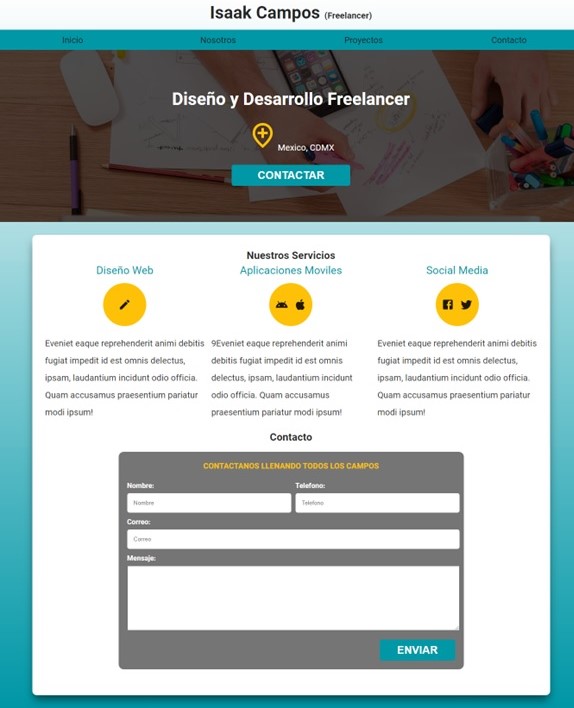 Isaak Campos (Freelancer)
Inicio Nosotros Proyectos Contacto
Diseño y Desarrollo Freelancer
Mexico, CDMX
CONTACTAR
Nuestros Servicios
Diseño Web
Eveniet eaque reprehenderit animi debitis
fugiat impedit id est omnis delectus,
ipsam, laudantium incidunt odio officia.
Quam accusamus praesentium pariatur
modi ipsum!
Aplicaciones Moviles
9Eveniet eaque reprehenderit animi
debitis fugiat impedit id est omnis
delectus, ipsam, laudantium incidunt
odio officia. Quam accusamus
praesentium pariatur modi ipsum!
Social Media
Eveniet eaque reprehenderit animi debitis
fugiat impedit id est omnis delectus,
ipsam, laudantium incidunt odio officia.
Quam accusamus praesentium pariatur
modi ipsum!
Contacto
CONTACTANOS LLENANDO TODOS LOS CAMPOS
Nombre: Telefono:
Nombre Telefono
Correo:
Correo
Mensaje:
ENVIAR